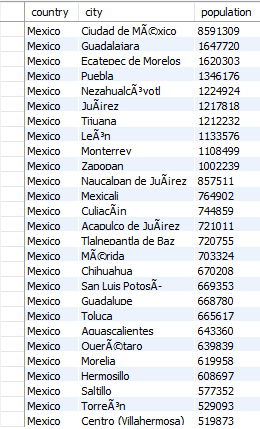 country city population
Mexico Ciudad de MÃ©xico 8591309
Mexico Guadalajara 1647720
Mexico Ecatepec de Morelos 1620303
Mexico Puebla 1346176
Mexico NezahualcÃ³yotl 1224924
Mexico JuÃ¡rez 1217818
Mexico Tijuana 1212232
Mexico LeÃ³n 1133576
Mexico Monterrey 1108499
Mexico Zapopan 1002239
Mexico Naucalpan de JuÃ¡rez 857511
Mexico Mexicali 764902
Mexico CuliacÃ¡n 744859
Mexico Acapulco de JuÃ¡rez 721011
Mexico Tlalnepantla de Baz 720755
Mexico MÃ©rida 703324
Mexico Chihuahua 670208
Mexico San Luis PotosÃ- 669353
Mexico Guadalupe 668780
Mexico Toluca 665617
Mexico Aguascalientes 643360
Mexico QuerÃ©taro 639839
Mexico Morelia 619958
Mexico Hermosillo 608697
Mexico Saltillo 577352
Mexico TorreÃ³n 529093
Mexico Centro (Villahermosa) 519873